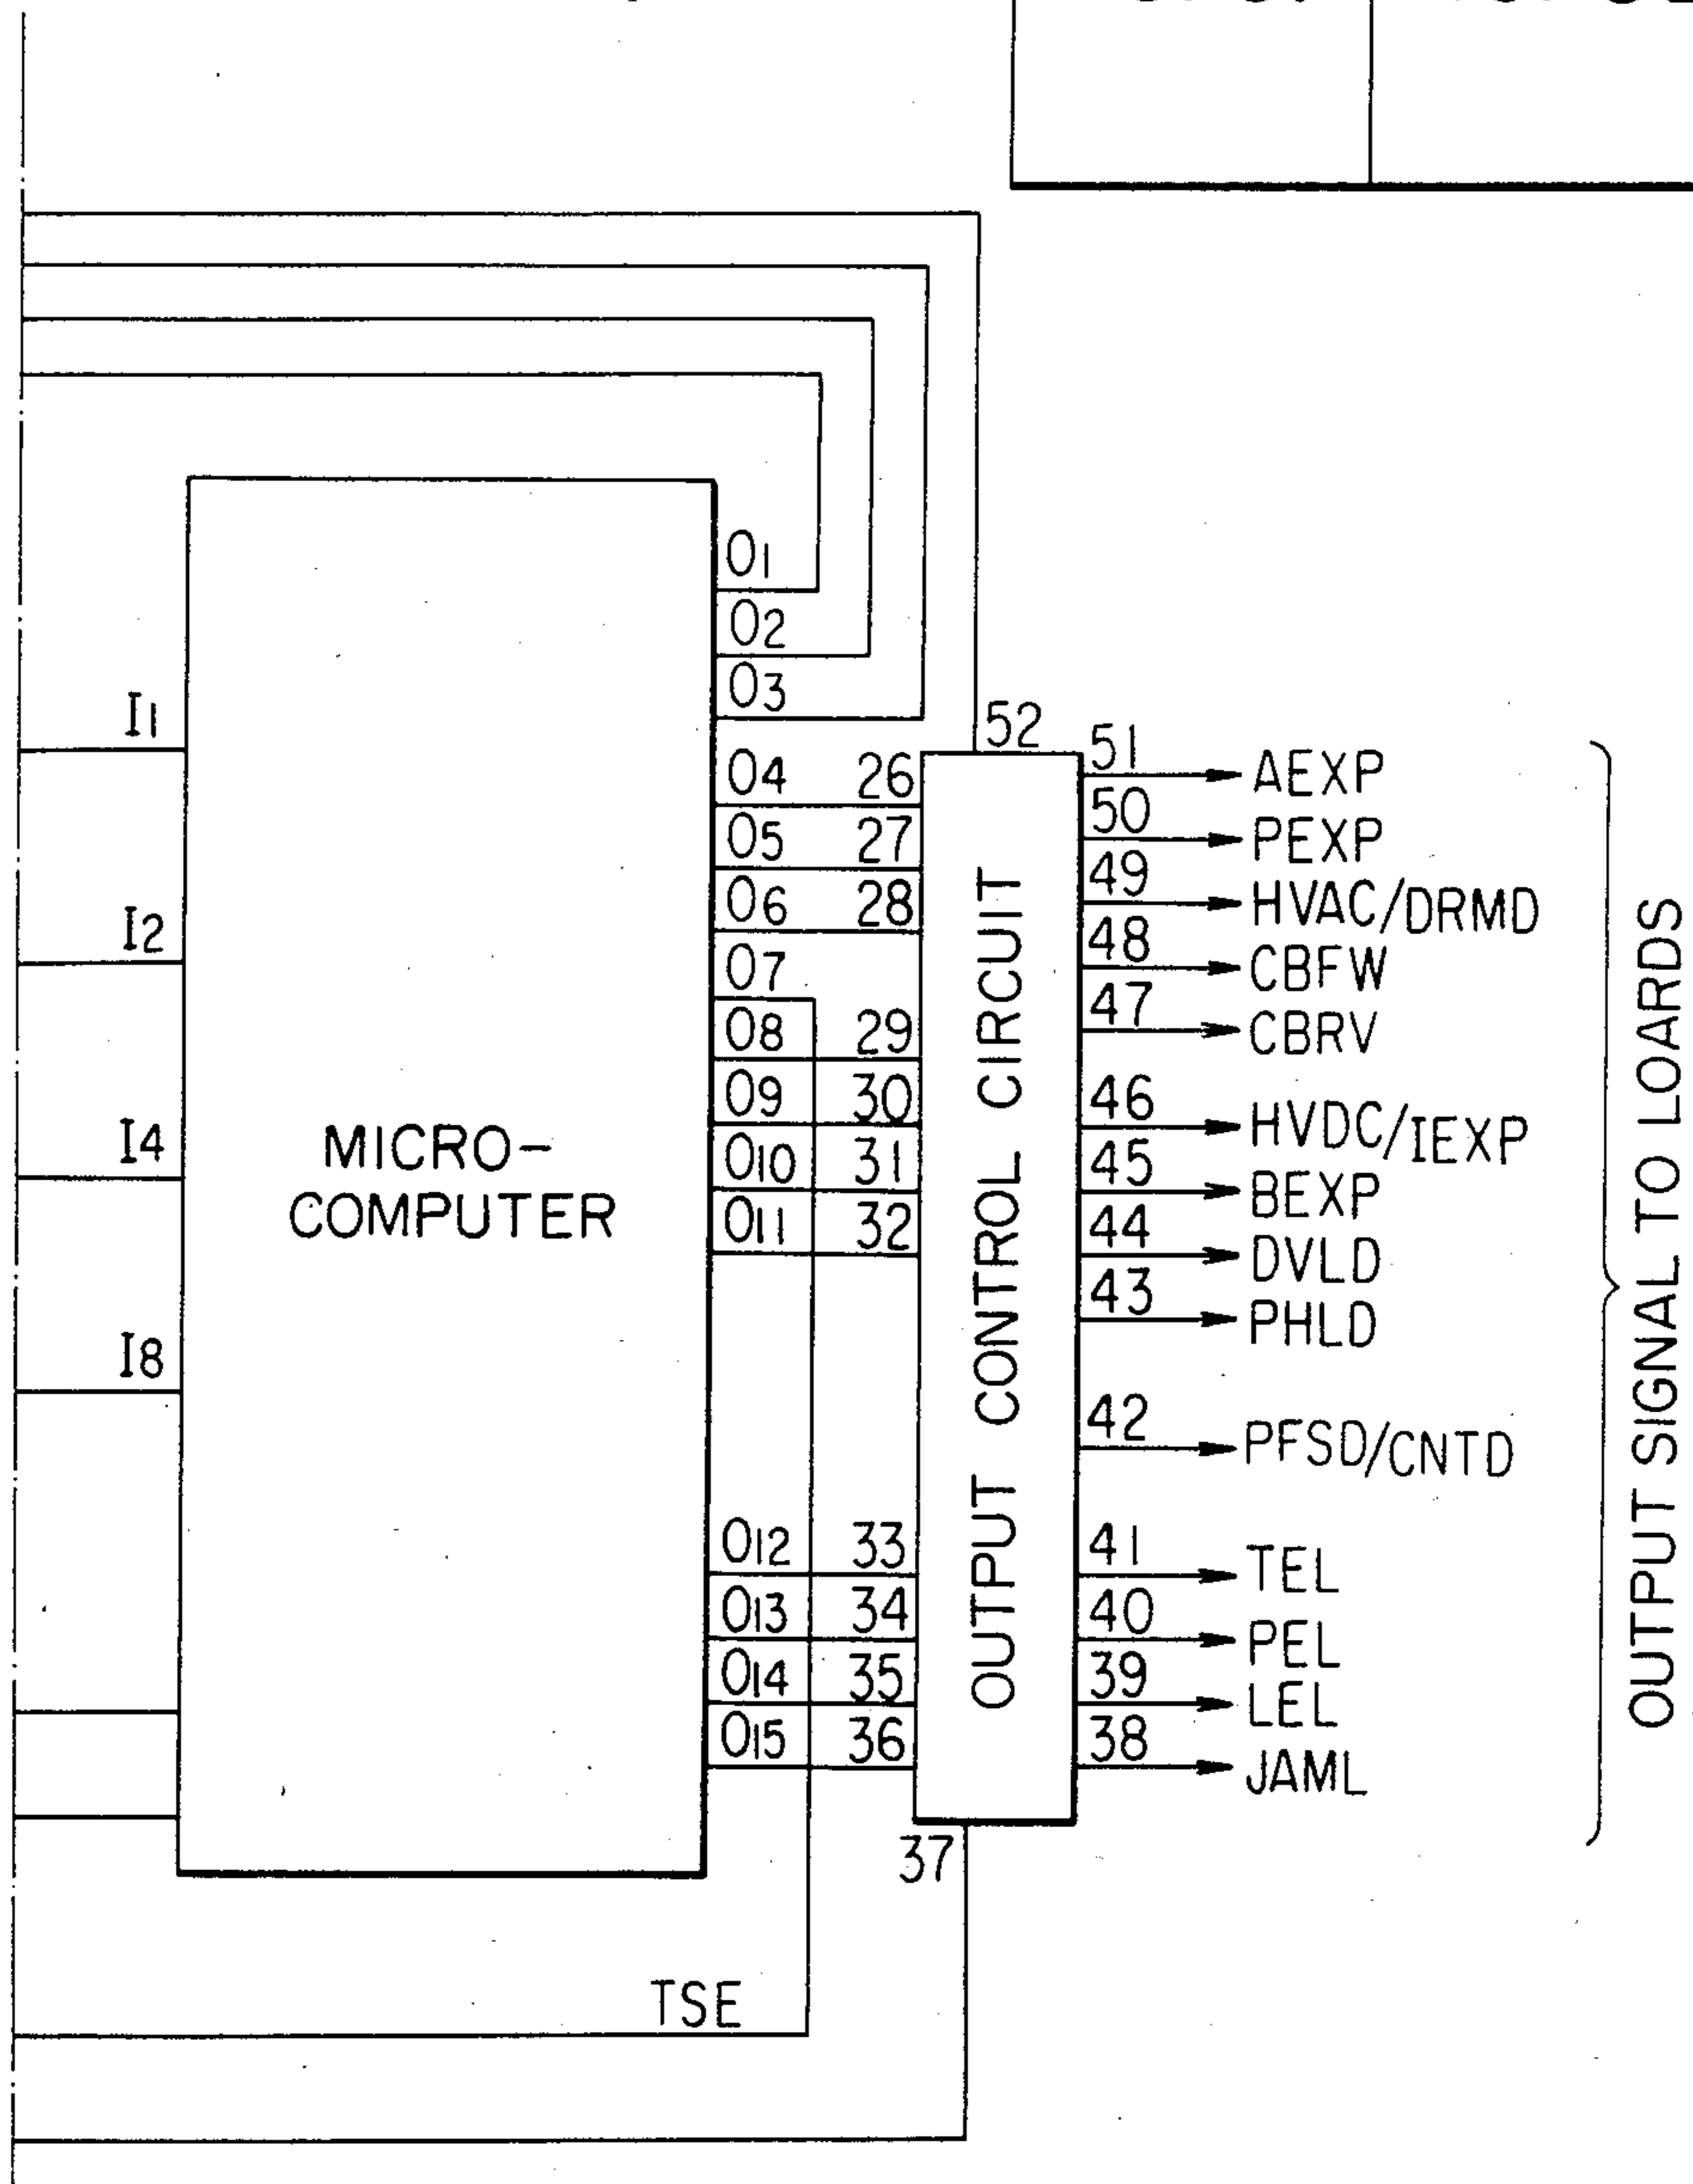 O1
O2
O3
I1
52
51
AEXP
O4 26
50
PEXP
O5 27
49
HVAC/DRMD
O6 28
48
CBFW
I2
O7
47
CBRV
O8 29
O9 30
46
HVDC/IEXP
I4
O10 31
45
BEXP
O11 32
44
DVLD
43
PHLD
MICRO-
COMPUTER
OUTPUT CONTROL CIRCUIT
OUTPUT SIGNAL TO LOARDS
I8
42
PFSD/CNTD
O12 33
41
TEL
O13 34
40
PEL
O14 35
39
LEL
O15 36
38
JAML
37
TSE